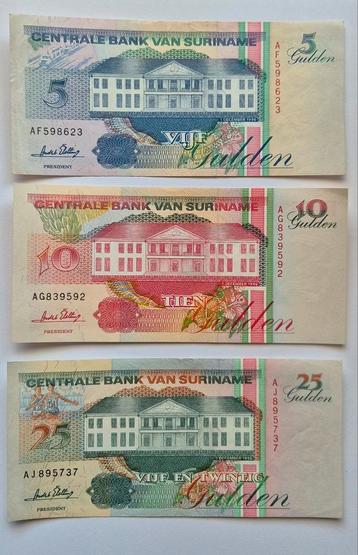 CENTRALE BANK VAN SURINAME
5
Gulden
5
AF598623
AF598623
PRESIDENT
VIJF
Gulden
CENTRALE BANK VAN SURINAME
10
Gulden
10
AG839592
AG839592
PRESIDENT
TIEN
Gulden
CENTRALE BANK VAN SURINAME
25
Gulden
25
AJ895737
AJ895737
PRESIDENT
VIJF EN TWINTIG
Gulden